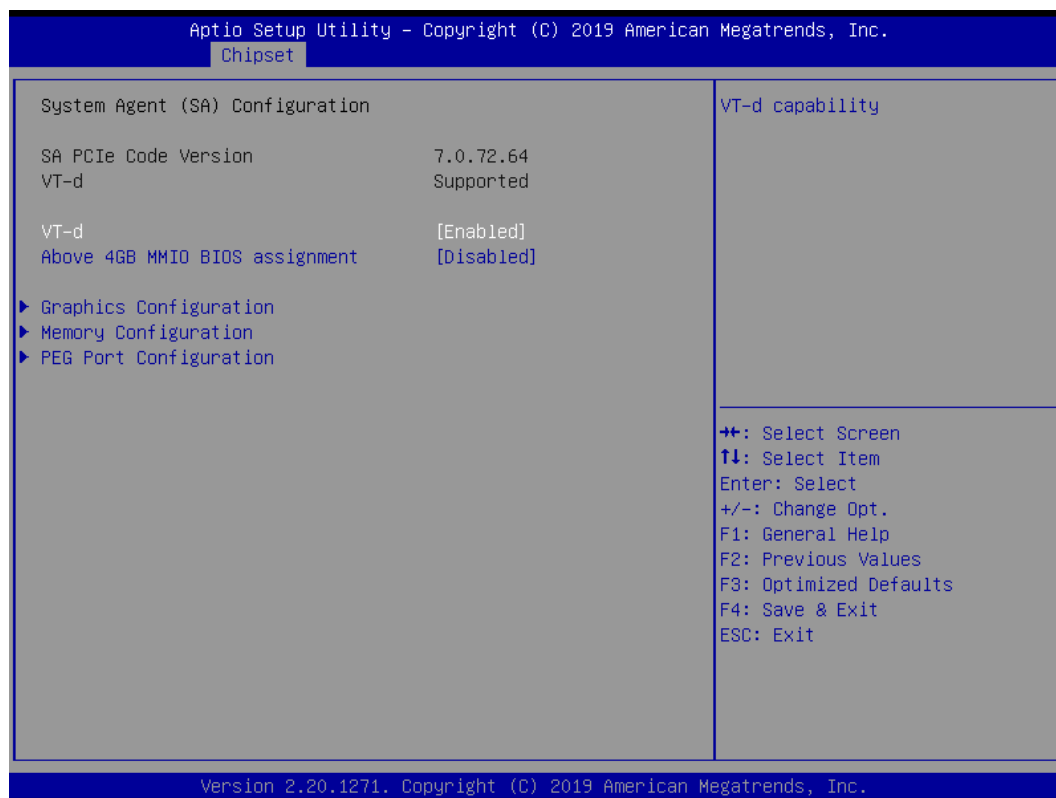 Aptio Setup Utility – Copyright (C) 2019 American Megatrends, Inc.
Chipset
System Agent (SA) Configuration
SA PCIe Code Version 7.0.72.64
VT-d Supported
VT-d [Enabled]
Above 4GB MMIO BIOS assignment [Disabled]
▶ Graphics Configuration
▶ Memory Configuration
▶ PEG Port Configuration
VT-d capability
→←: Select Screen
↑↓: Select Item
Enter: Select
+/-: Change Opt.
F1: General Help
F2: Previous Values
F3: Optimized Defaults
F4: Save & Exit
ESC: Exit
Version 2.20.1271. Copyright (C) 2019 American Megatrends, Inc.